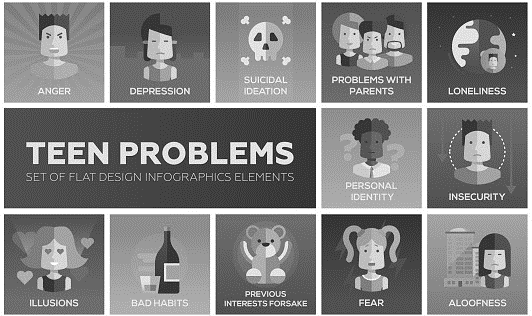 ANGER
DEPRESSION
SUICIDAL
IDEATION
PROBLEMS WITH
PARENTS
LONELINESS
TEEN PROBLEMS
SET OF FLAT DESIGN INFOGRAPHICS ELEMENTS
PERSONAL
IDENTITY
INSECURITY
ILLUSIONS
BAD HABITS
PREVIOUS
INTERESTS FORSAKE
FEAR
ALOOFNESS